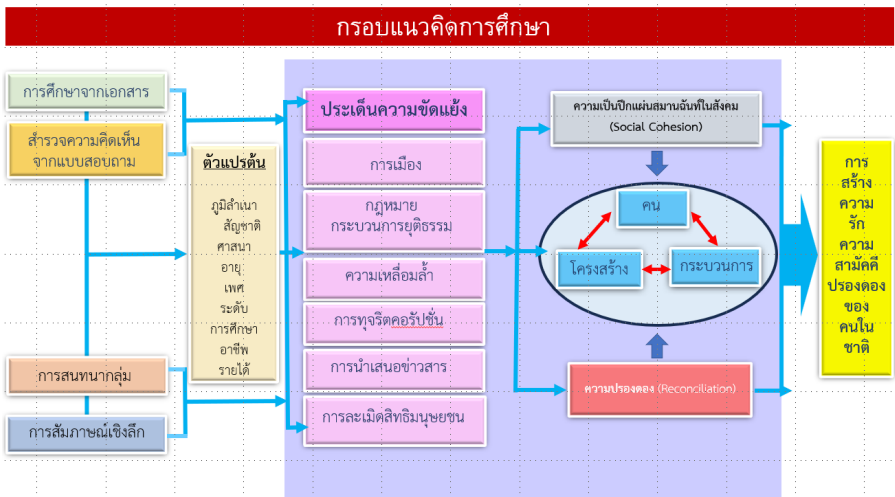 กรอบแนวคิดการศึกษา
การศึกษาจากเอกสาร
สำรวจความคิดเห็น
จากแบบสอบถาม
การสนทนากลุ่ม
การสัมภาษณ์เชิงลึก
ตัวแปรต้น
ภูมิลำเนา
สัญชาติ
ศาสนา
อายุ
เพศ
ระดับ
การศึกษา
อาชีพ
รายได้
ประเด็นความขัดแย้ง
การเมือง
กฎหมาย
กระบวนการยุติธรรม
ความเหลื่อมล้ำ
การทุจริตคอรัปชั่น
การนำเสนอข่าวสาร
การละเมิดสิทธิมนุษยชน
ความเป็นปึกแผ่นสมานฉันท์ในสังคม
(Social Cohesion)
คน
โครงสร้าง
กระบวนการ
ความปรองดอง (Reconciliation)
การ
สร้าง
ความ
รัก
ความ
สามัคคี
ปรองดอง
ของ
คนใน
ชาติ